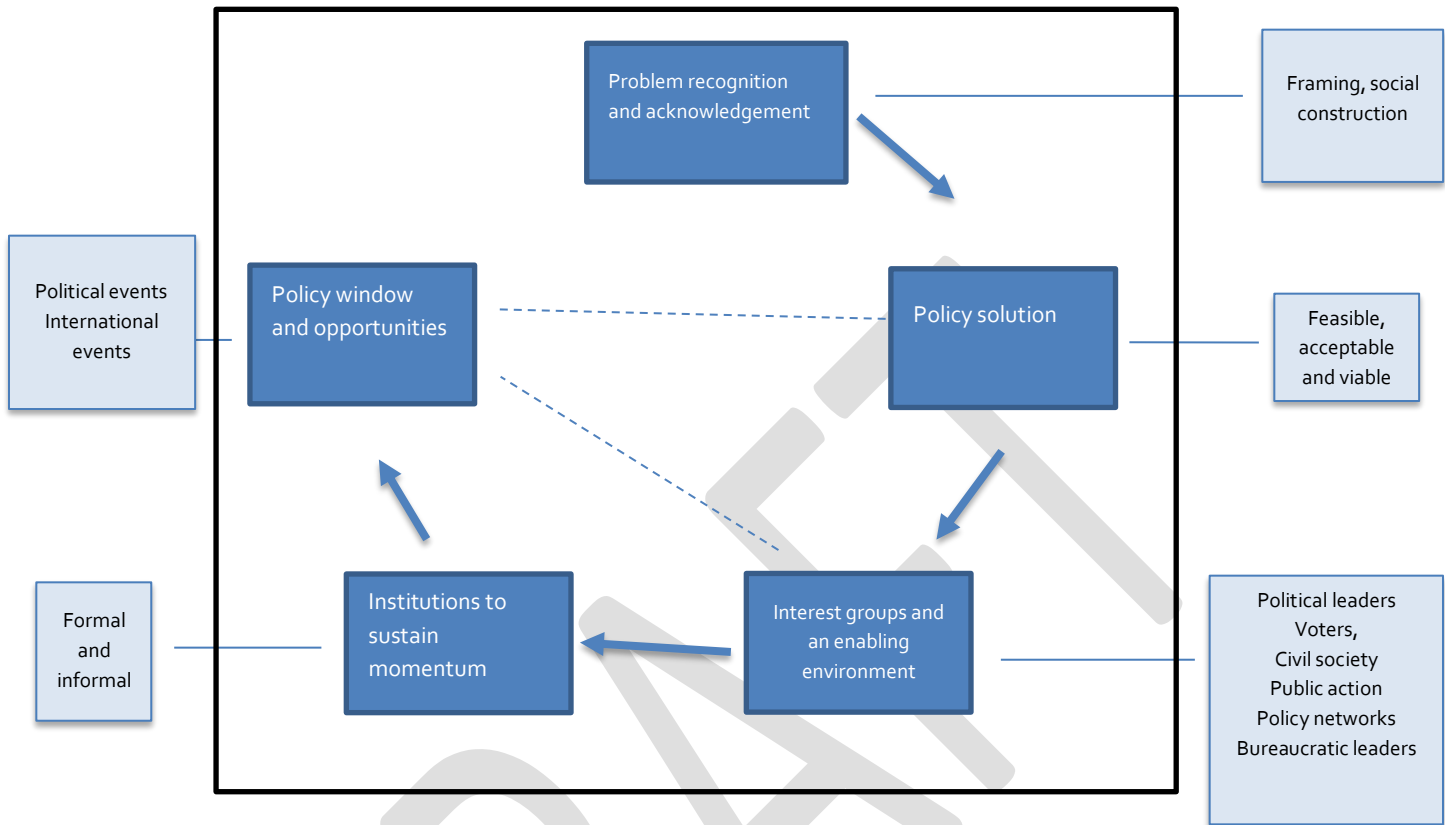 Problem recognition
and acknowledgement
Framing, social
construction
Political events
International
events
Policy window
and opportunities
Policy solution
Feasible,
acceptable
and viable
Formal
and
informal
Institutions to
sustain
momentum
Interest groups and
an enabling
environment
Political leaders
Voters,
Civil society
Public action
Policy networks
Bureaucratic leaders
DRAFT